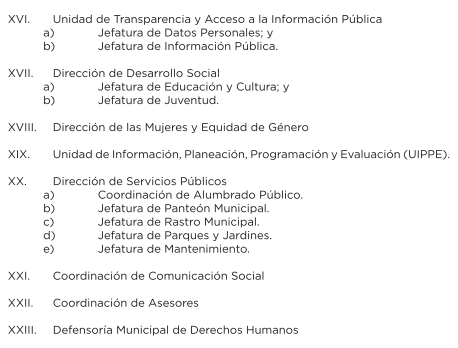 XVI. Unidad de Transparencia y Acceso a la Información Pública
a) Jefatura de Datos Personales; y
b) Jefatura de Información Pública.
XVII. Dirección de Desarrollo Social
a) Jefatura de Educación y Cultura; y
b) Jefatura de Juventud.
XVIII. Dirección de las Mujeres y Equidad de Género
XIX. Unidad de Información, Planeación, Programación y Evaluación (UIPPE).
XX. Dirección de Servicios Públicos
a) Coordinación de Alumbrado Público.
b) Jefatura de Panteón Municipal.
c) Jefatura de Rastro Municipal.
d) Jefatura de Parques y Jardines.
e) Jefatura de Mantenimiento.
XXI. Coordinación de Comunicación Social
XXII. Coordinación de Asesores
XXIII. Defensoría Municipal de Derechos Humanos